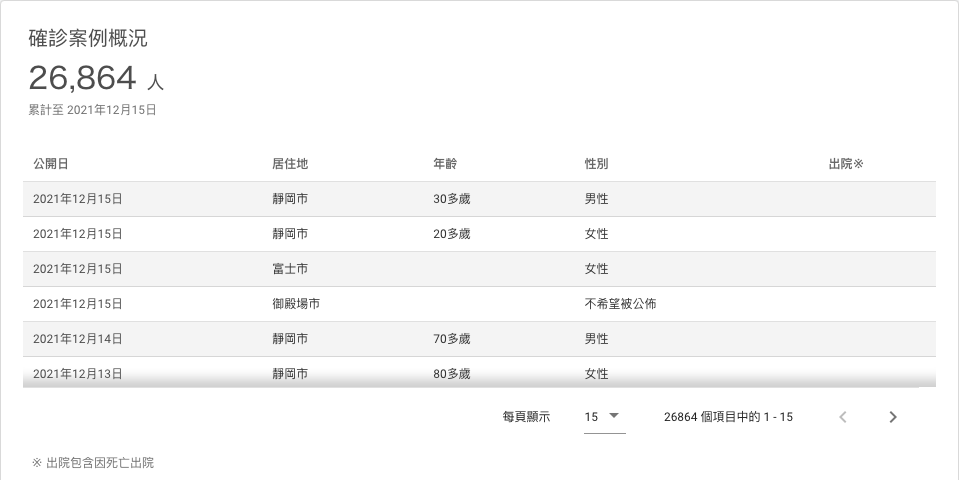 確診案例概況
26,864 人
累計至 2021年12月15日
公開日 居住地 年齡 性別 出院※
2021年12月15日 靜岡市 30多歲 男性
2021年12月15日 靜岡市 20多歲 女性
2021年12月15日 富士市 女性
2021年12月15日 御殿場市 不希望被公佈
2021年12月14日 靜岡市 70多歲 男性
2021年12月13日 靜岡市 80多歲 女性
每頁顯示 15 26864 個項目中的 1 - 15
※ 出院包含因死亡出院